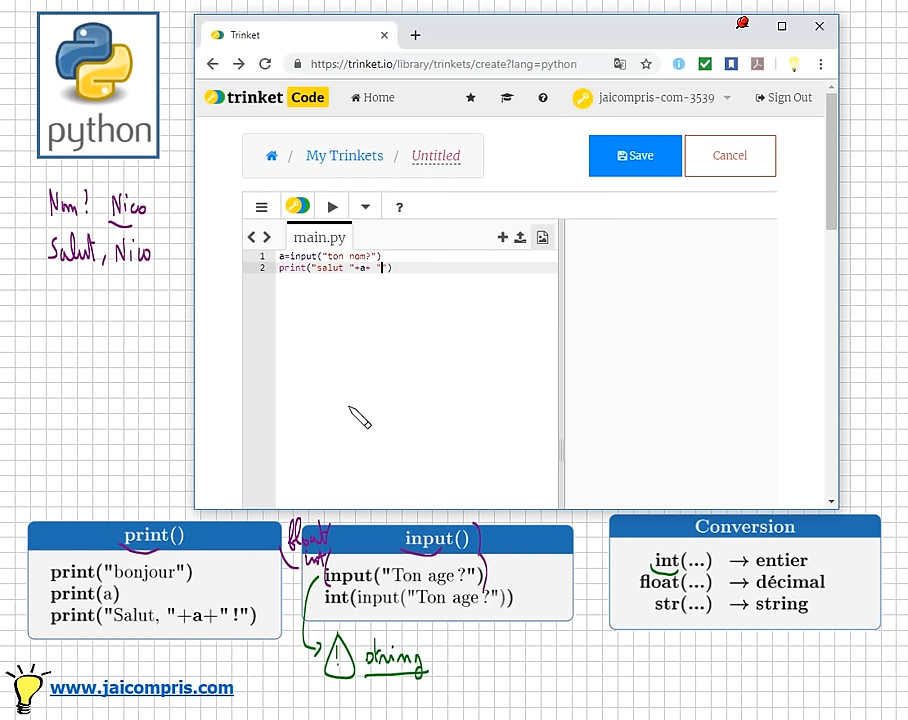 python
Nom? Nico
Salut, Nico
Trinket
https://trinket.io/library/trinkets/create?lang=python
trinket Code
Home
jaicompris-com-3539
Sign Out
/ My Trinkets / Untitled
Save
Cancel
?
main.py
1 a=input("ton nom?")
2 print("salut "+a+ "")
print()
print("bonjour")
print(a)
print("Salut, "+a+" !")
float
int(
input()
input("Ton age ?")
int(input("Ton age ?"))
! string
Conversion
int(...) → entier
float(...) → décimal
str(...) → string
www.jaicompris.com